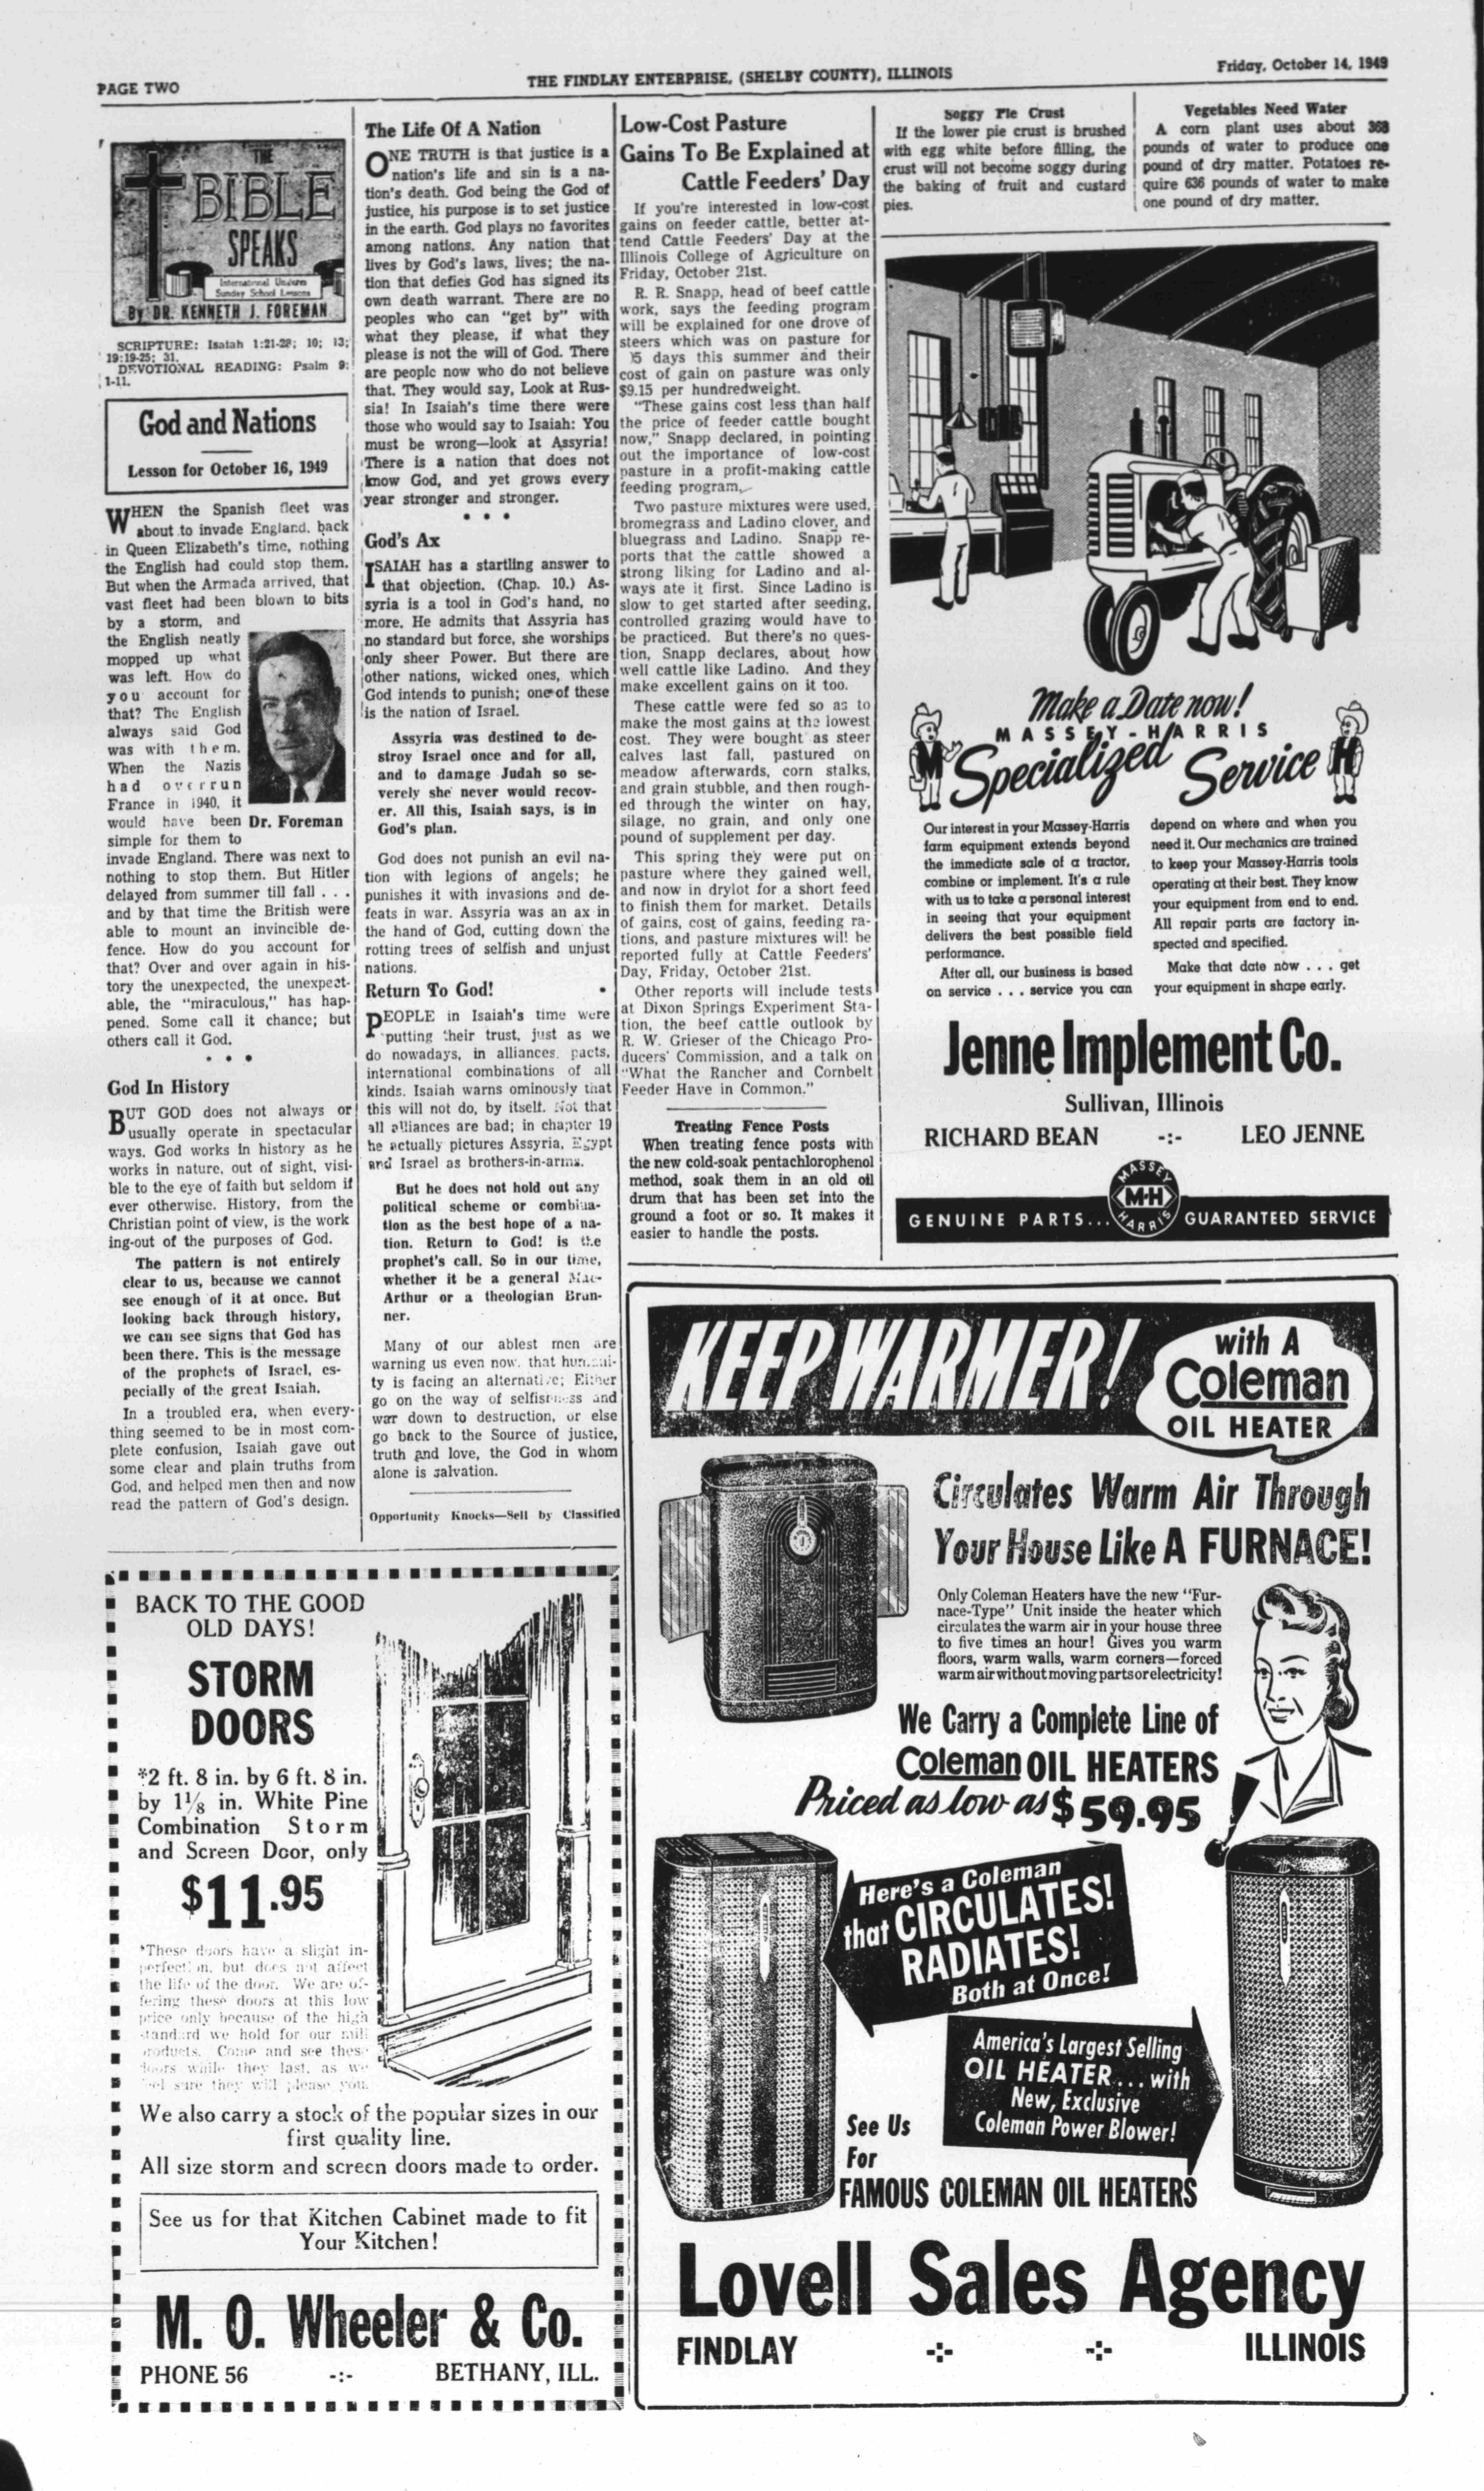 PAGE TWO
THE FINDLAY ENTERPRISE, (SHELBY COUNTY), ILLINOIS
Friday, October 14, 1949
THE
BIBLE
SPEAKS
International Uniform
Sunday School Lessons
By DR. KENNETH J. FOREMAN
SCRIPTURE: Isaiah 1:21-28; 10; 13;
19:19-25; 31.
DEVOTIONAL READING: Psalm 9:
1-11.
God and Nations
Lesson for October 16, 1949
WHEN the Spanish fleet was
about to invade England, back
in Queen Elizabeth's time, nothing
the English had could stop them.
But when the Armada arrived, that
vast fleet had been blown to bits
by a storm, and
the English neatly
mopped up what
was left. How do
you account for
that? The English
always said God
was with them.
When the Nazis
had overrun
France in 1940, it
would have been
simple for them to
Dr. Foreman
invade England. There was next to
nothing to stop them. But Hitler
delayed from summer till fall . . .
and by that time the British were
able to mount an invincible de-
fence. How do you account for
that? Over and over again in his-
tory the unexpected, the unexpect-
able, the "miraculous," has hap-
pened. Some call it chance; but
others call it God.
• • •
God In History
BUT GOD does not always or
usually operate in spectacular
ways. God works in history as he
works in nature, out of sight, visi-
ble to the eye of faith but seldom if
ever otherwise. History, from the
Christian point of view, is the work
ing-out of the purposes of God.
The pattern is not entirely
clear to us, because we cannot
see enough of it at once. But
looking back through history,
we can see signs that God has
been there. This is the message
of the prophets of Israel, es-
pecially of the great Isaiah.
In a troubled era, when every-
thing seemed to be in most com-
plete confusion, Isaiah gave out
some clear and plain truths from
God, and helped men then and now
read the pattern of God's design.
The Life Of A Nation
ONE TRUTH is that justice is a
nation's life and sin is a na-
tion's death. God being the God of
justice, his purpose is to set justice
in the earth. God plays no favorites
among nations. Any nation that
lives by God's laws, lives; the na-
tion that defies God has signed its
own death warrant. There are no
peoples who can "get by" with
what they please, if what they
please is not the will of God. There
are people now who do not believe
that. They would say, Look at Rus-
sia! In Isaiah's time there were
those who would say to Isaiah: You
must be wrong—look at Assyria!
There is a nation that does not
know God, and yet grows every
year stronger and stronger.
• • •
God's Ax
ISAIAH has a startling answer to
that objection. (Chap. 10.) As-
syria is a tool in God's hand, no
more. He admits that Assyria has
no standard but force, she worships
only sheer Power. But there are
other nations, wicked ones, which
God intends to punish; one of these
is the nation of Israel.
Assyria was destined to de-
stroy Israel once and for all,
and to damage Judah so se-
verely she never would recov-
er. All this, Isaiah says, is in
God's plan.
God does not punish an evil na-
tion with legions of angels; he
punishes it with invasions and de-
feats in war. Assyria was an ax in
the hand of God, cutting down the
rotting trees of selfish and unjust
nations.
Return To God!
PEOPLE in Isaiah's time were
putting their trust, just as we
do nowadays, in alliances, pacts,
international combinations of all
kinds. Isaiah warns ominously that
this will not do, by itself. Not that
all alliances are bad; in chapter 19
he actually pictures Assyria, Egypt
and Israel as brothers-in-arms.
But he does not hold out any
political scheme or combina-
tion as the best hope of a na-
tion. Return to God! is the
prophet's call. So in our time,
whether it be a general Mac-
Arthur or a theologian Brun-
ner.
Many of our ablest men are
warning us even now, that humani-
ty is facing an alternative; Either
go on the way of selfishness and
war down to destruction, or else
go back to the Source of justice,
truth and love, the God in whom
alone is salvation.
Opportunity Knocks—Sell by Classified
Low-Cost Pasture
Gains To Be Explained at
Cattle Feeders' Day
If you're interested in low-cost
gains on feeder cattle, better at-
tend Cattle Feeders' Day at the
Illinois College of Agriculture on
Friday, October 21st.
R. R. Snapp, head of beef cattle
work, says the feeding program
will be explained for one drove of
steers which was on pasture for
days this summer and their
cost of gain on pasture was only
$9.15 per hundredweight.
"These gains cost less than half
the price of feeder cattle bought
now," Snapp declared, in pointing
out the importance of low-cost
pasture in a profit-making cattle
feeding program.
Two pasture mixtures were used,
bromegrass and Ladino clover, and
bluegrass and Ladino. Snapp re-
ports that the cattle showed a
strong liking for Ladino and al-
ways ate it first. Since Ladino is
slow to get started after seeding,
controlled grazing would have to
be practiced. But there's no ques-
tion, Snapp declares, about how
well cattle like Ladino. And they
make excellent gains on it too.
These cattle were fed so as to
make the most gains at the lowest
cost. They were bought as steer
calves last fall, pastured on
meadow afterwards, corn stalks,
and grain stubble, and then rough-
ed through the winter on hay,
silage, no grain, and only one
pound of supplement per day.
This spring they were put on
pasture where they gained well,
and now in drylot for a short feed
to finish them for market. Details
of gains, cost of gains, feeding ra-
tions, and pasture mixtures will be
reported fully at Cattle Feeders'
Day, Friday, October 21st.
Other reports will include tests
at Dixon Springs Experiment Sta-
tion, the beef cattle outlook by
R. W. Grieser of the Chicago Pro-
ducers' Commission, and a talk on
"What the Rancher and Cornbelt
Feeder Have in Common."
Treating Fence Posts
When treating fence posts with
the new cold-soak pentachlorophenol
method, soak them in an old oil
drum that has been set into the
ground a foot or so. It makes it
easier to handle the posts.
Soggy Pie Crust
If the lower pie crust is brushed
with egg white before filling, the
crust will not become soggy during
the baking of fruit and custard
pies.
Vegetables Need Water
A corn plant uses about 368
pounds of water to produce one
pound of dry matter. Potatoes re-
quire 636 pounds of water to make
one pound of dry matter.
Make a Date now!
MASSEY-HARRIS
Specialized Service
Our interest in your Massey-Harris
farm equipment extends beyond
the immediate sale of a tractor,
combine or implement. It's a rule
with us to take a personal interest
in seeing that your equipment
delivers the best possible field
performance.
After all, our business is based
on service . . . service you can
depend on where and when you
need it. Our mechanics are trained
to keep your Massey-Harris tools
operating at their best. They know
your equipment from end to end.
All repair parts are factory in-
spected and specified.
Make that date now . . . get
your equipment in shape early.
Jenne Implement Co.
Sullivan, Illinois
RICHARD BEAN -:- LEO JENNE
GENUINE PARTS... MASSEY M-H HARRIS GUARANTEED SERVICE
KEEP WARMER!
with A
Coleman
OIL HEATER
Circulates Warm Air Through
Your House Like A FURNACE!
Only Coleman Heaters have the new "Fur-
nace-Type" Unit inside the heater which
circulates the warm air in your house three
to five times an hour! Gives you warm
floors, warm walls, warm corners—forced
warm air without moving parts or electricity!
We Carry a Complete Line of
Coleman OIL HEATERS
Priced as low as $59.95
Here's a Coleman
that CIRCULATES!
RADIATES!
Both at Once!
America's Largest Selling
OIL HEATER... with
New, Exclusive
Coleman Power Blower!
See Us
For
FAMOUS COLEMAN OIL HEATERS
Lovell Sales Agency
FINDLAY -:- -:- ILLINOIS
BACK TO THE GOOD
OLD DAYS!
STORM
DOORS
*2 ft. 8 in. by 6 ft. 8 in.
by 1⅛ in. White Pine
Combination Storm
and Screen Door, only
$11.95
*These doors have a slight in-
perfection, but does not affect
the life of the door. We are of-
fering these doors at this low
price only because of the high
standard we hold for our mill
products. Come and see these
doors while they last, as we
feel sure they will please you.
We also carry a stock of the popular sizes in our
first quality line.
All size storm and screen doors made to order.
See us for that Kitchen Cabinet made to fit
Your Kitchen!
M. O. Wheeler & Co.
PHONE 56 -:- BETHANY, ILL.